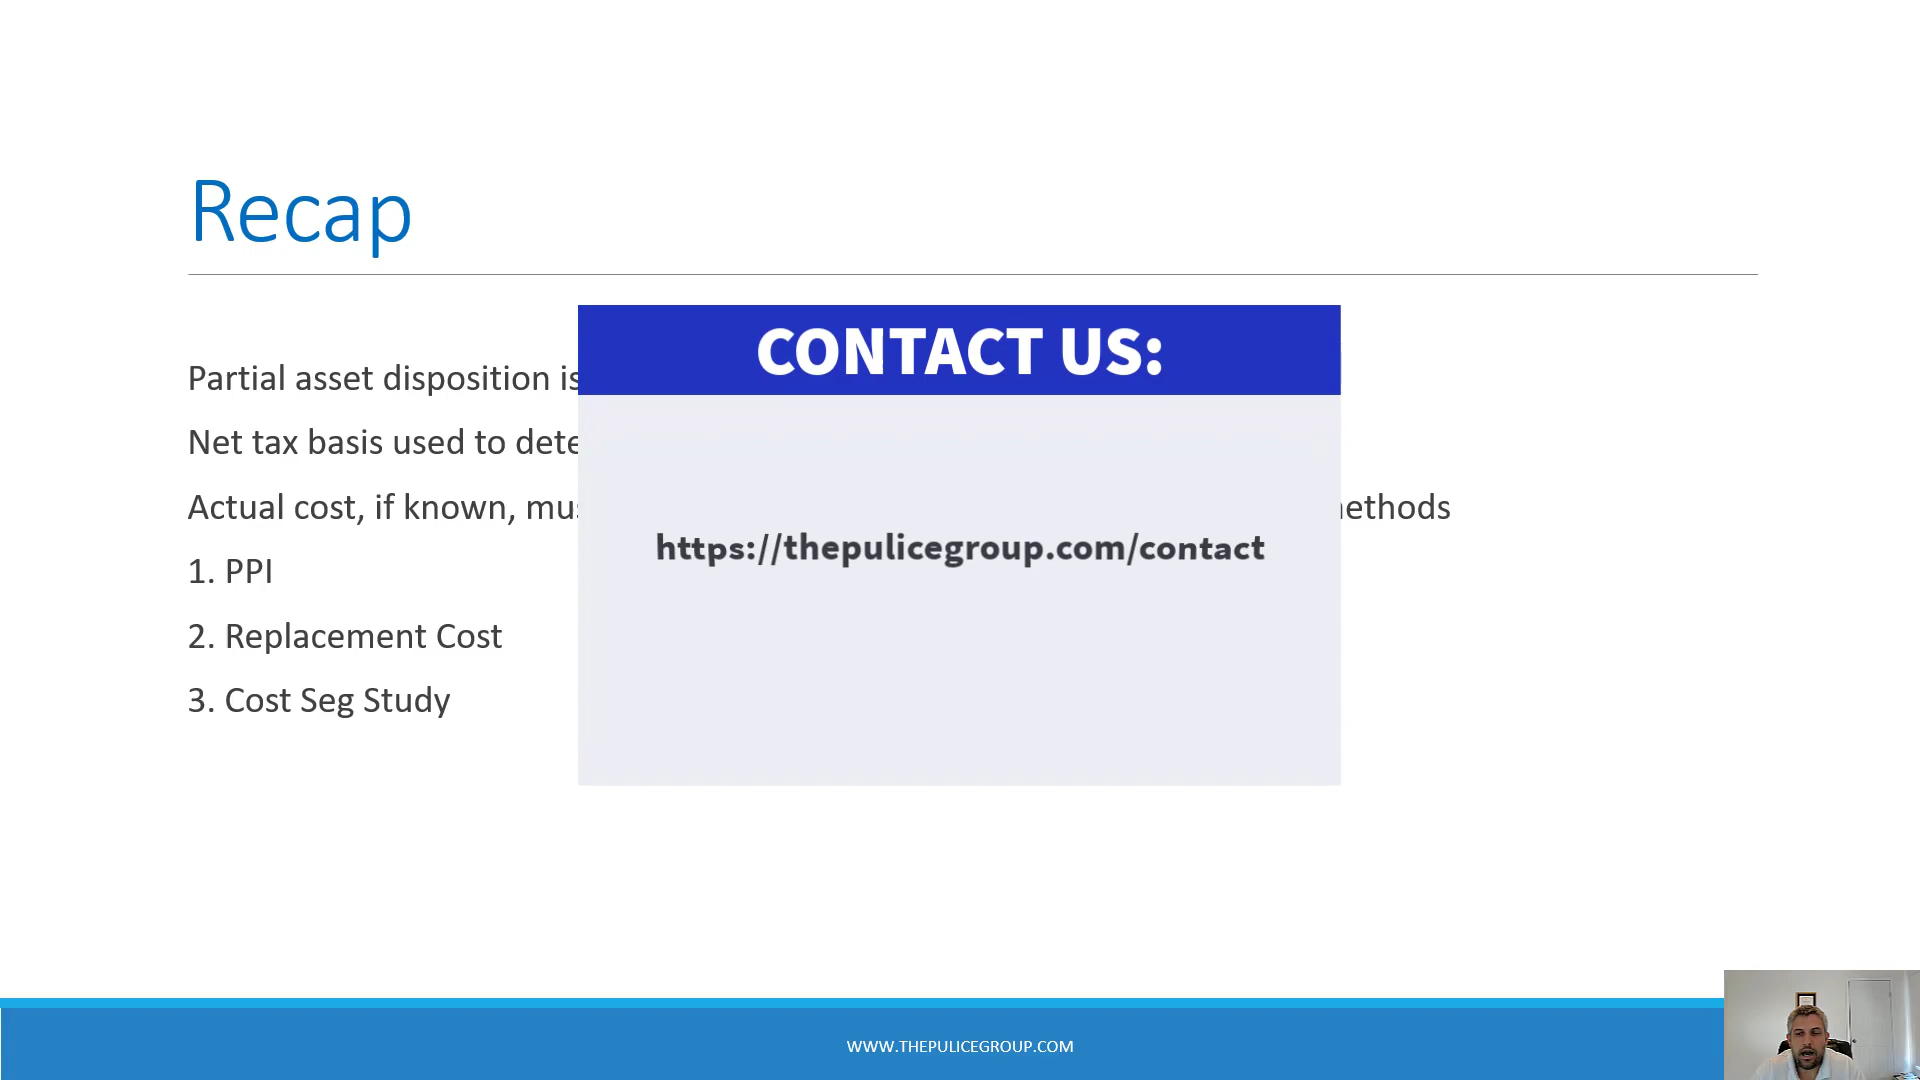 Recap
CONTACT US:
Partial asset disposition is
Net tax basis used to dete
Actual cost, if known, mus ethods
https://thepulicegroup.com/contact
1. PPI
2. Replacement Cost
3. Cost Seg Study
WWW.THEPULICEGROUP.COM